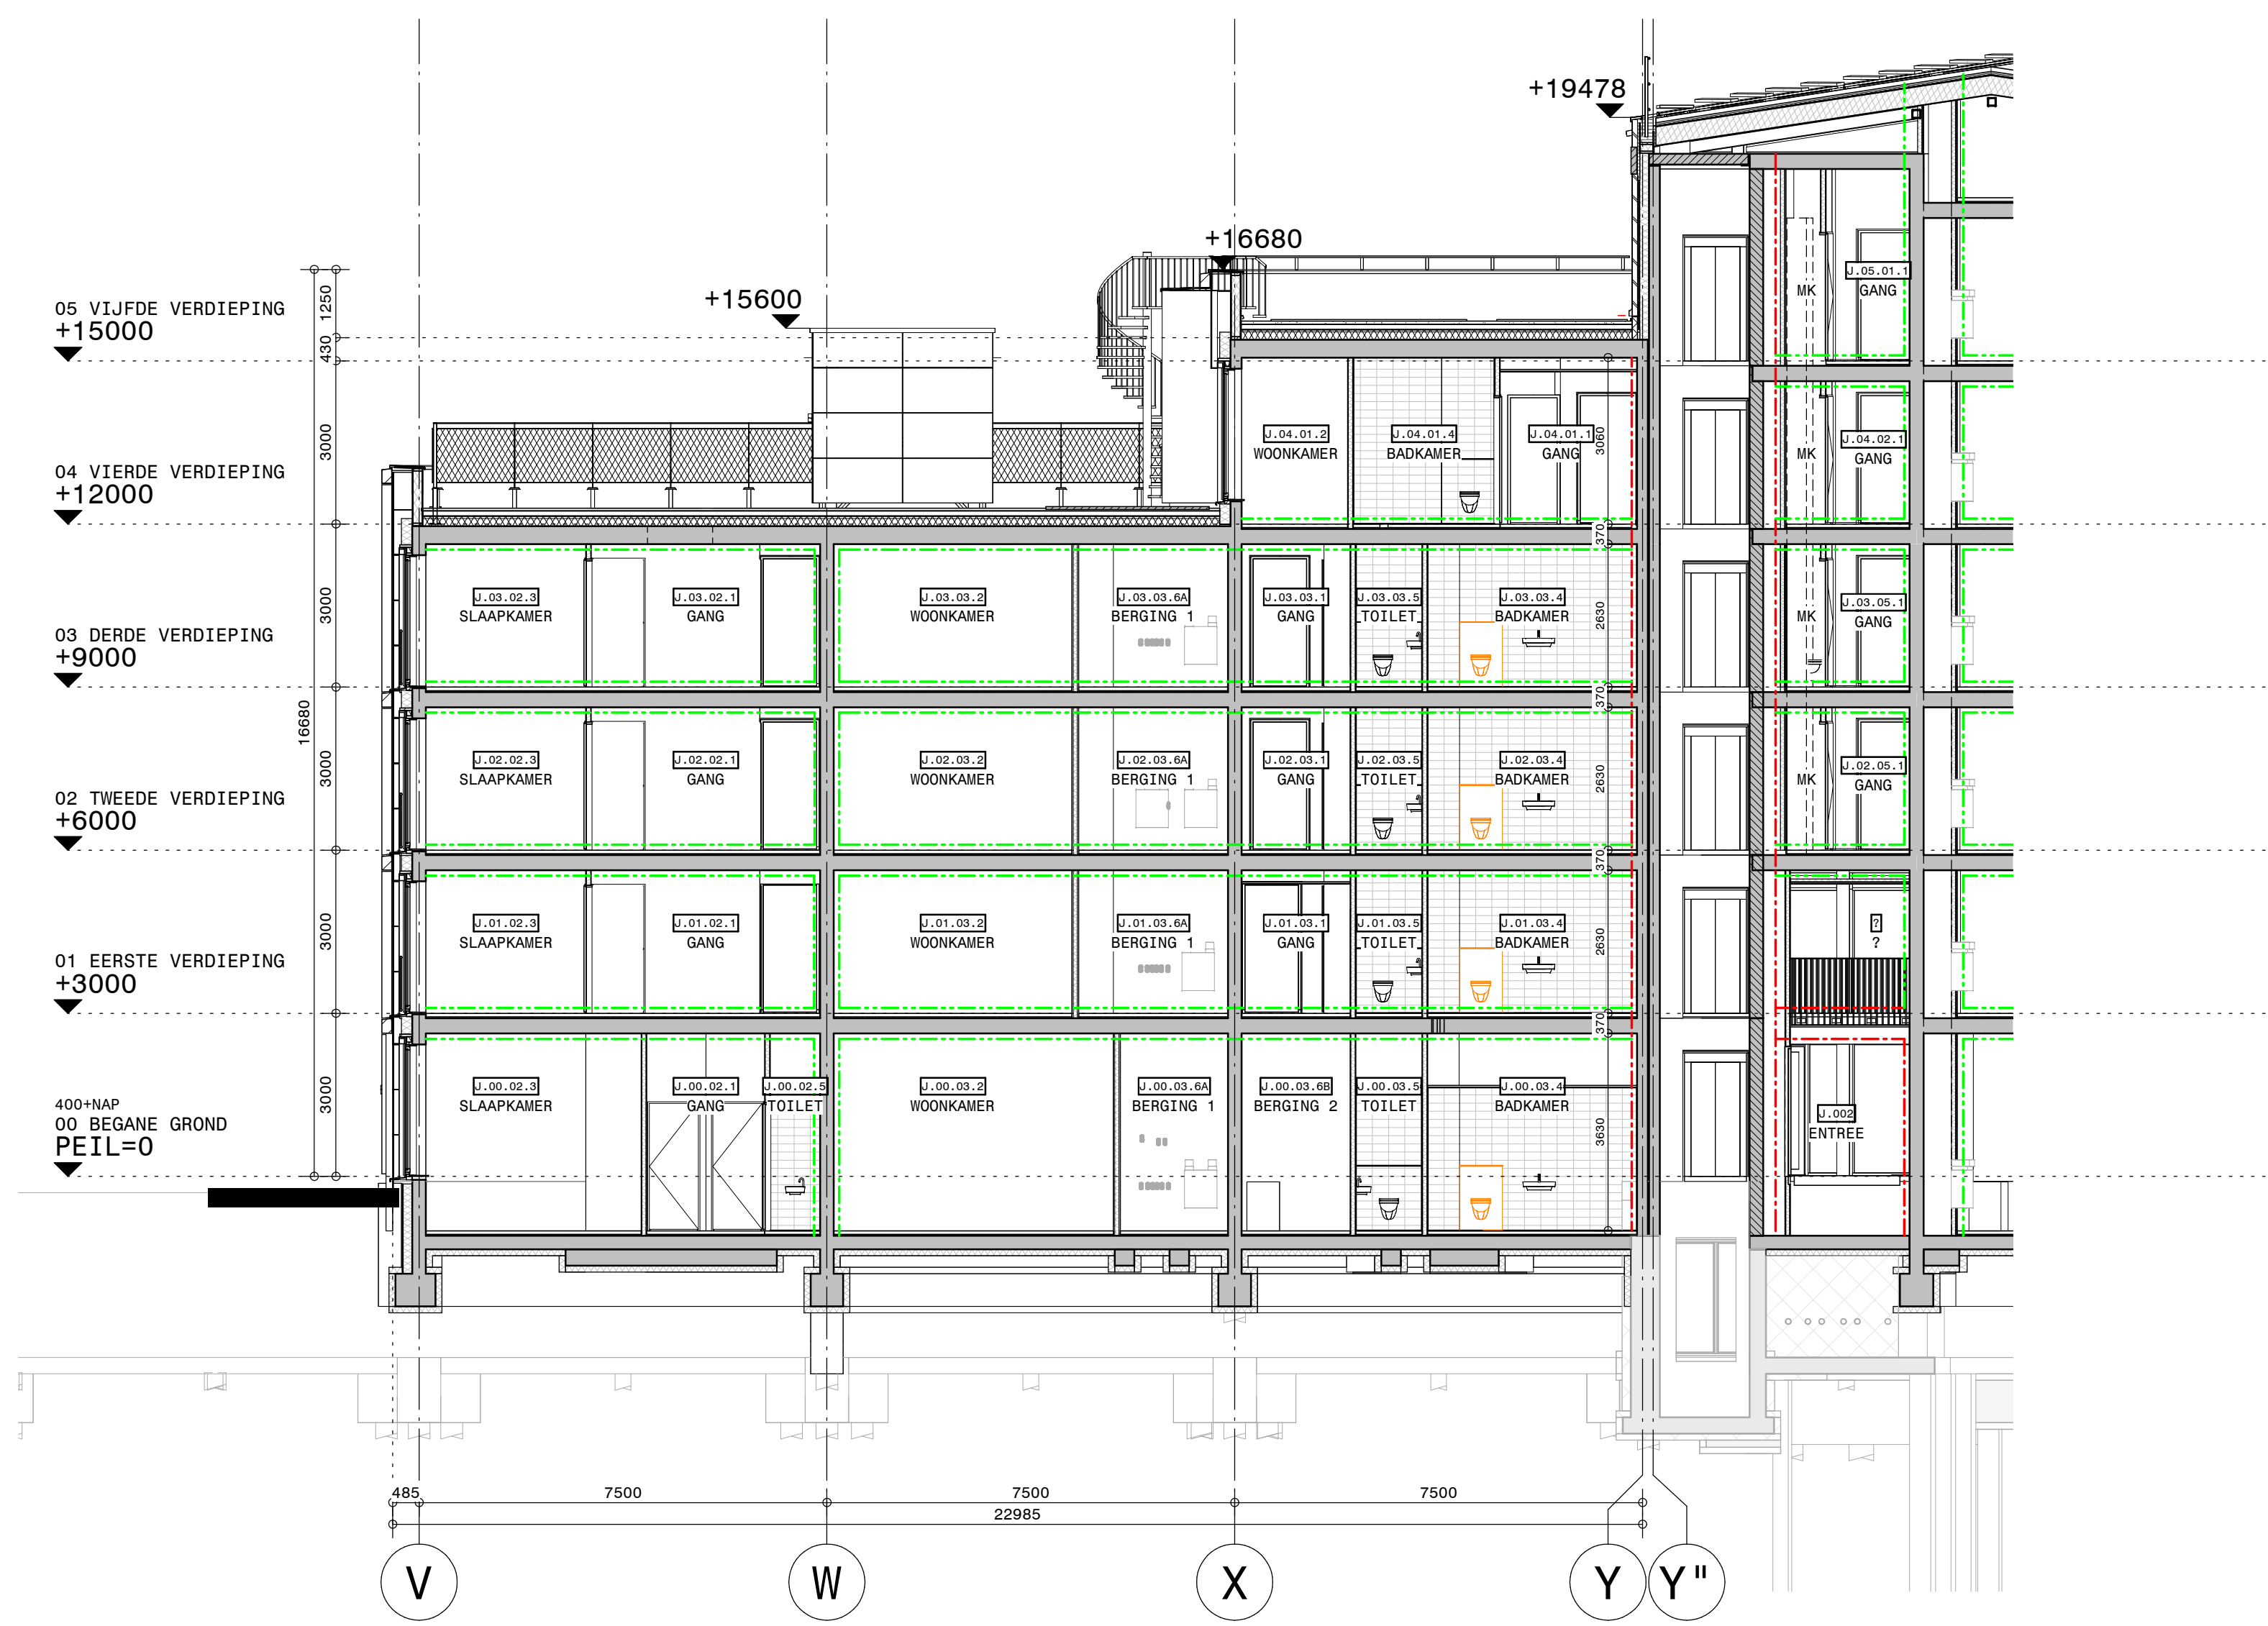 +19478
+16680
+15600
05 VIJFDE VERDIEPING
+15000
04 VIERDE VERDIEPING
+12000
03 DERDE VERDIEPING
+9000
02 TWEEDE VERDIEPING
+6000
01 EERSTE VERDIEPING
+3000
400+NAP
00 BEGANE GROND
PEIL=0
1250
430
3000
3000
3000
3000
3000
16680
J.05.01.1
MK
GANG
J.04.01.2
WOONKAMER
J.04.01.4
BADKAMER
J.04.01.1
GANG
3060
J.04.02.1
MK
GANG
370
J.03.02.3
SLAAPKAMER
J.03.02.1
GANG
J.03.03.2
WOONKAMER
J.03.03.6A
BERGING 1
J.03.03.1
GANG
J.03.03.5
TOILET
J.03.03.4
BADKAMER
2630
J.03.05.1
MK
GANG
370
J.02.02.3
SLAAPKAMER
J.02.02.1
GANG
J.02.03.2
WOONKAMER
J.02.03.6A
BERGING 1
J.02.03.1
GANG
J.02.03.5
TOILET
J.02.03.4
BADKAMER
2630
J.02.05.1
MK
GANG
370
J.01.02.3
SLAAPKAMER
J.01.02.1
GANG
J.01.03.2
WOONKAMER
J.01.03.6A
BERGING 1
J.01.03.1
GANG
J.01.03.5
TOILET
J.01.03.4
BADKAMER
2630
?
?
370
J.00.02.3
SLAAPKAMER
J.00.02.1
GANG
J.00.02.5
TOILET
J.00.03.2
WOONKAMER
J.00.03.6A
BERGING 1
J.00.03.6B
BERGING 2
J.00.03.5
TOILET
J.00.03.4
BADKAMER
3630
J.002
ENTREE
485
7500
7500
7500
22985
V
W
X
Y
Y"